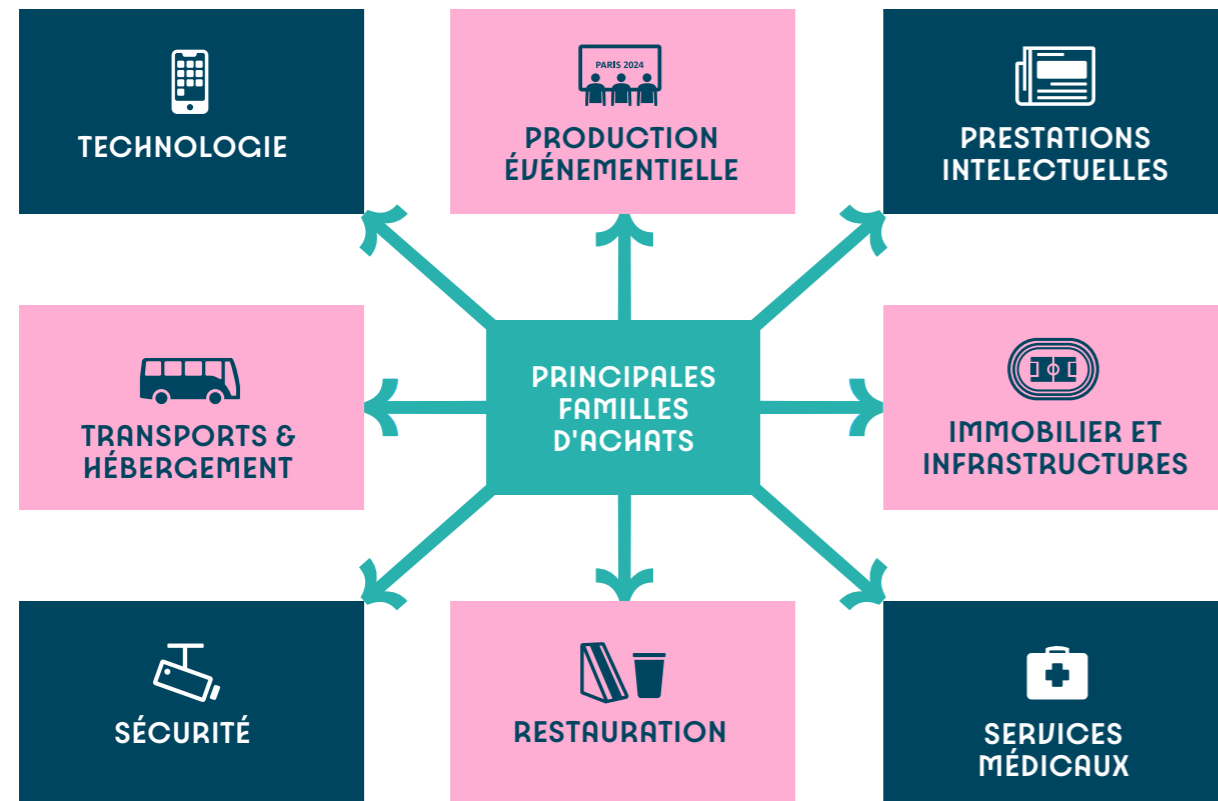 TECHNOLOGIE
PARIS 2024
PRODUCTION
ÉVÉNEMENTIELLE
PRESTATIONS
INTELECTUELLES
TRANSPORTS &
HÉBERGEMENT
PRINCIPALES
FAMILLES
D'ACHATS
IMMOBILIER ET
INFRASTRUCTURES
SÉCURITÉ
RESTAURATION
SERVICES
MÉDICAUX